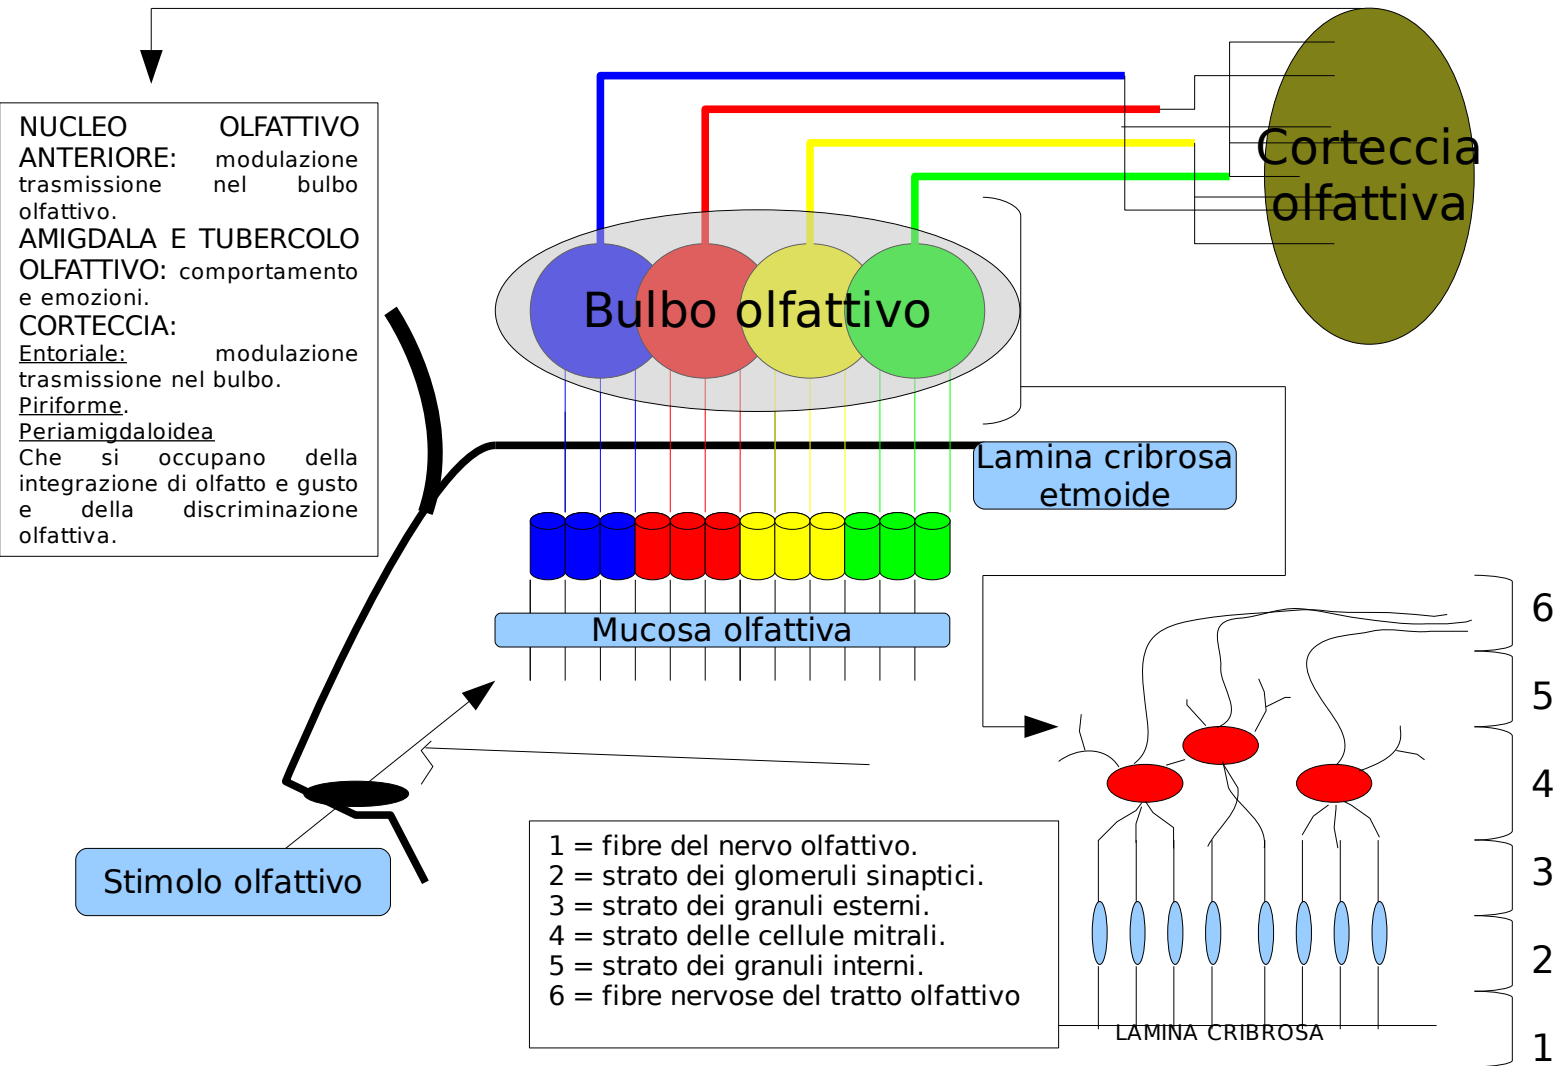 NUCLEO OLFATTIVO
ANTERIORE: modulazione
trasmissione nel bulbo
olfattivo.
AMIGDALA E TUBERCOLO
OLFATTIVO: comportamento
e emozioni.
CORTECCIA:
Entoriale: modulazione
trasmissione nel bulbo.
Piriforme.
Periamigdaloidea
Che si occupano della
integrazione di olfatto e gusto
e della discriminazione
olfattiva.
Corteccia
olfattiva
Bulbo olfattivo
Lamina cribrosa
etmoide
Mucosa olfattiva
Stimolo olfattivo
1 = fibre del nervo olfattivo.
2 = strato dei glomeruli sinaptici.
3 = strato dei granuli esterni.
4 = strato delle cellule mitrali.
5 = strato dei granuli interni.
6 = fibre nervose del tratto olfattivo
6
5
4
3
2
1
LAMINA CRIBROSA